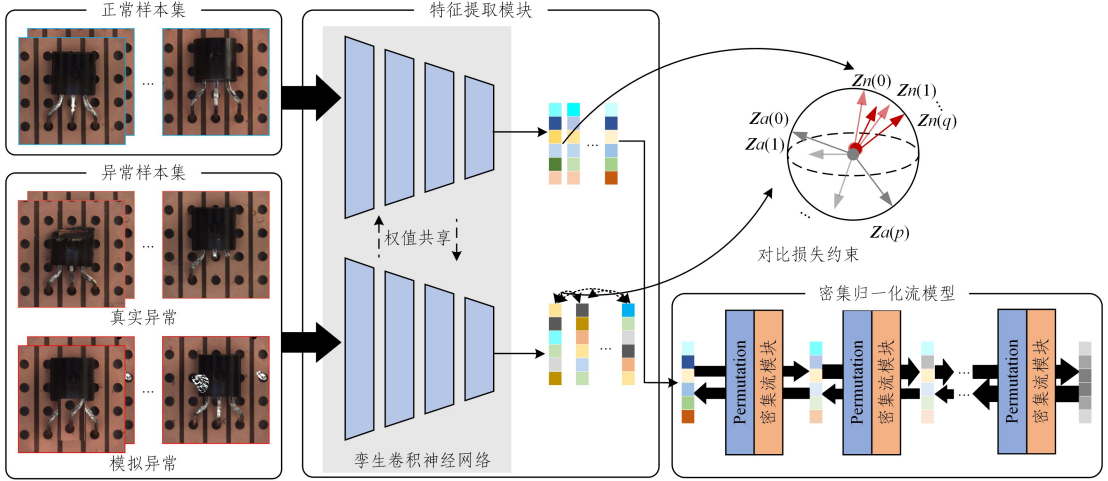 正常样本集
...
异常样本集
...
真实异常
...
模拟异常
特征提取模块
权值共享
孪生卷积神经网络
...
...
Zn(0)
Zn(1)
...
Zn(q)
Za(0)
Za(1)
...
Za(p)
对比损失约束
密集归一化流模型
Permutation
密集流模块
Permutation
密集流模块
...
...
Permutation
密集流模块